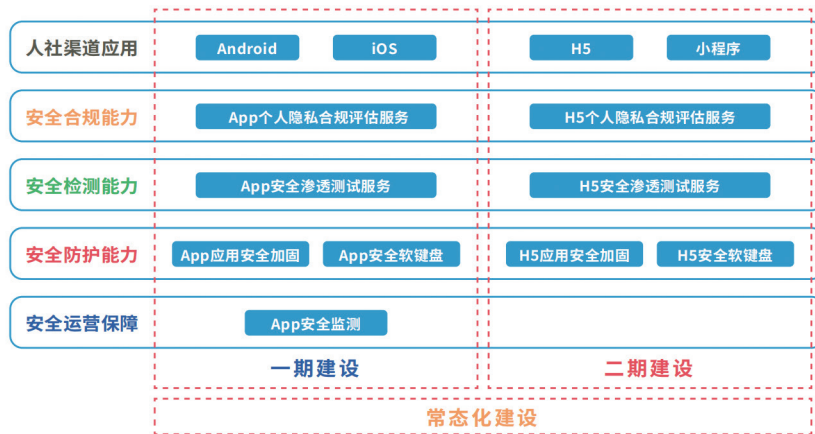 人社渠道应用 Android iOS H5 小程序
安全合规能力 App个人隐私合规评估服务 H5个人隐私合规评估服务
安全检测能力 App安全渗透测试服务 H5安全渗透测试服务
安全防护能力 App应用安全加固 App安全软键盘 H5应用安全加固 H5安全软键盘
安全运营保障 App安全监测
一期建设 二期建设
常态化建设